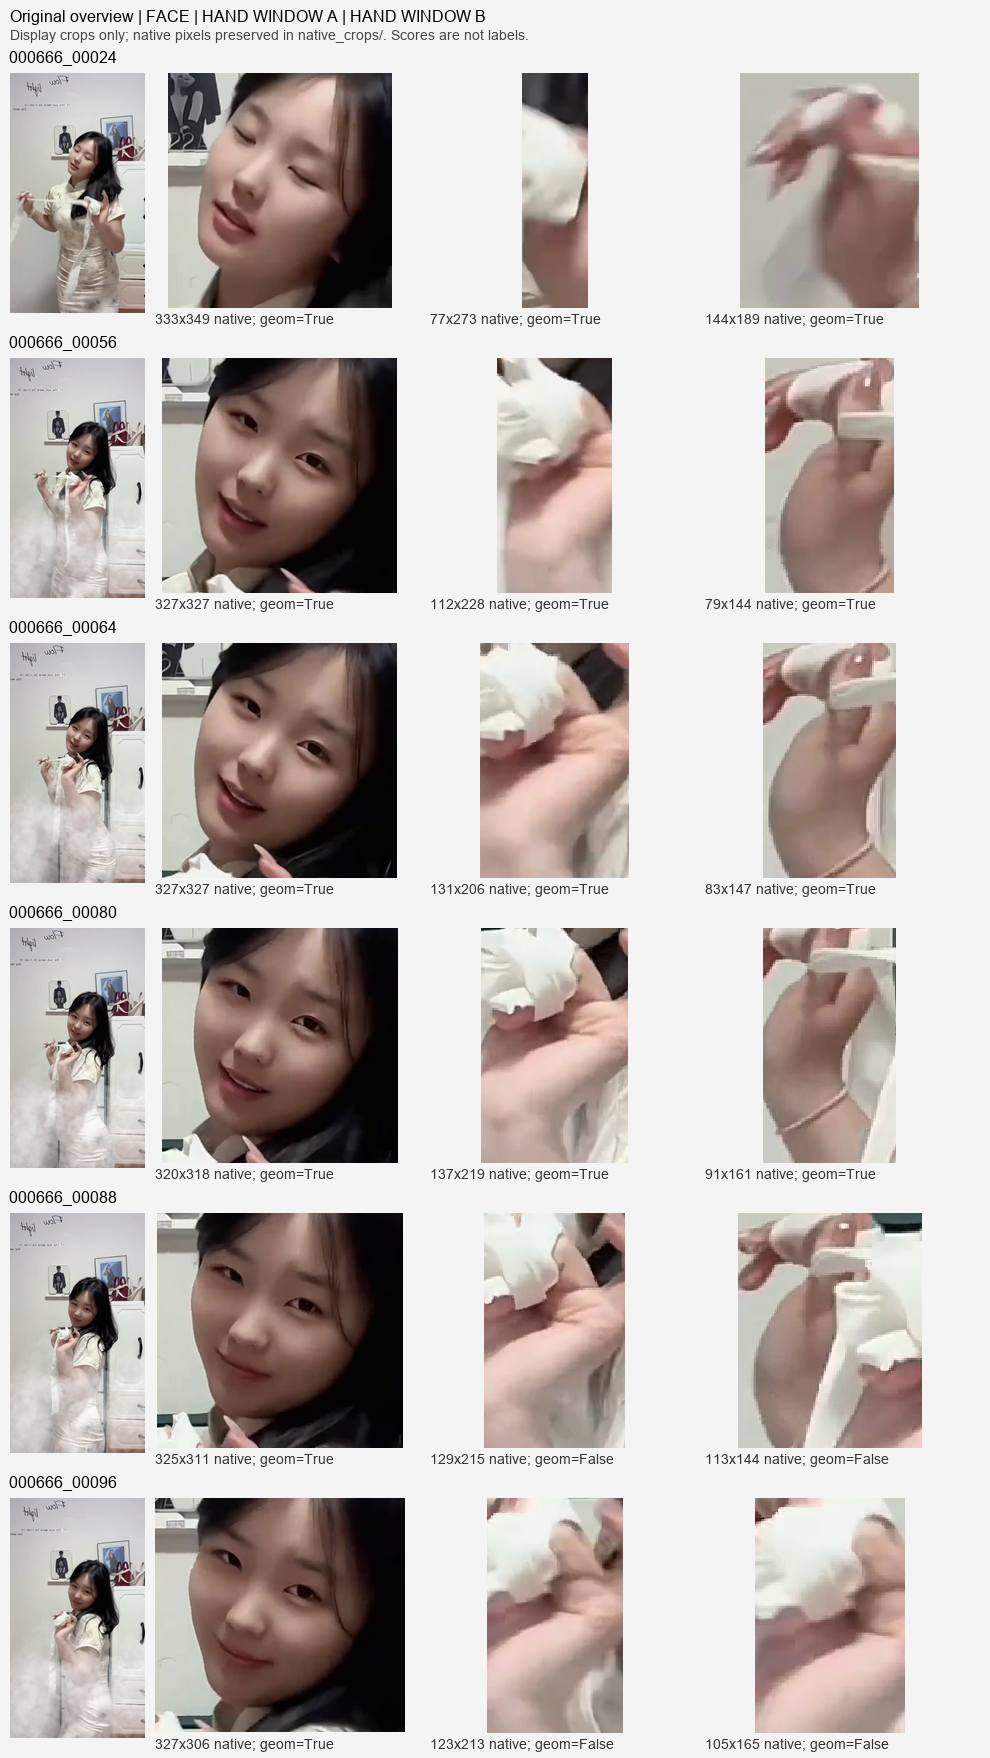 Original overview | FACE | HAND WINDOW A | HAND WINDOW B
Display crops only; native pixels preserved in native_crops/. Scores are not labels.
000666_00024
333x349 native; geom=True
77x273 native; geom=True
144x189 native; geom=True
000666_00056
327x327 native; geom=True
112x228 native; geom=True
79x144 native; geom=True
000666_00064
327x327 native; geom=True
131x206 native; geom=True
83x147 native; geom=True
000666_00080
320x318 native; geom=True
137x219 native; geom=True
91x161 native; geom=True
000666_00088
325x311 native; geom=True
129x215 native; geom=False
113x144 native; geom=False
000666_00096
327x306 native; geom=True
123x213 native; geom=False
105x165 native; geom=False